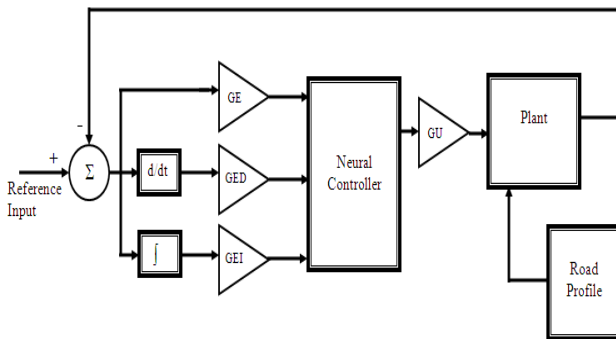 -
+
Σ
Reference
Input
d/dt
∫
GE
GED
GEI
Neural
Controller
GU
Plant
Road
Profile